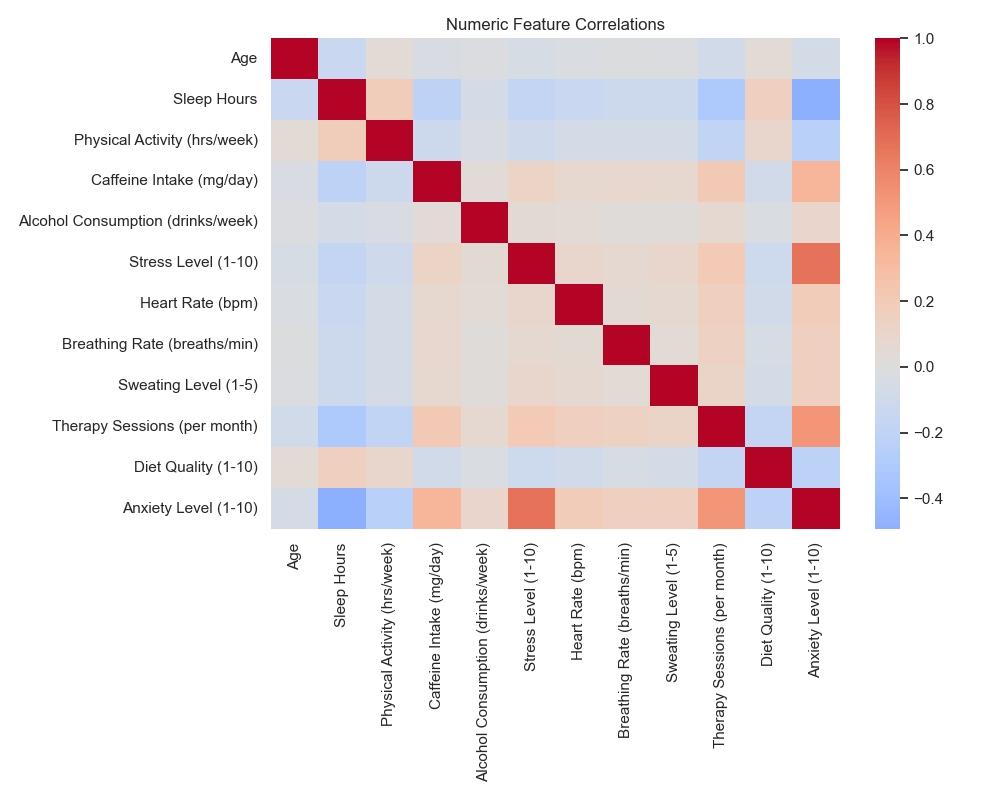 Numeric Feature Correlations
Age
Sleep Hours
Physical Activity (hrs/week)
Caffeine Intake (mg/day)
Alcohol Consumption (drinks/week)
Stress Level (1-10)
Heart Rate (bpm)
Breathing Rate (breaths/min)
Sweating Level (1-5)
Therapy Sessions (per month)
Diet Quality (1-10)
Anxiety Level (1-10)
Age
Sleep Hours
Physical Activity (hrs/week)
Caffeine Intake (mg/day)
Alcohol Consumption (drinks/week)
Stress Level (1-10)
Heart Rate (bpm)
Breathing Rate (breaths/min)
Sweating Level (1-5)
Therapy Sessions (per month)
Diet Quality (1-10)
Anxiety Level (1-10)
1.0
0.8
0.6
0.4
0.2
0.0
−0.2
−0.4